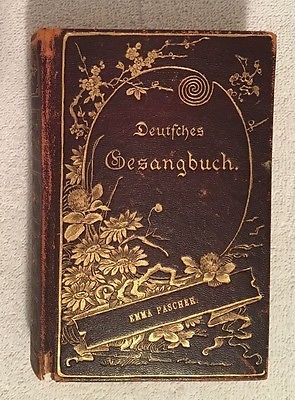 Deutſches
Gesangbuch.
EMMA PASCHER.